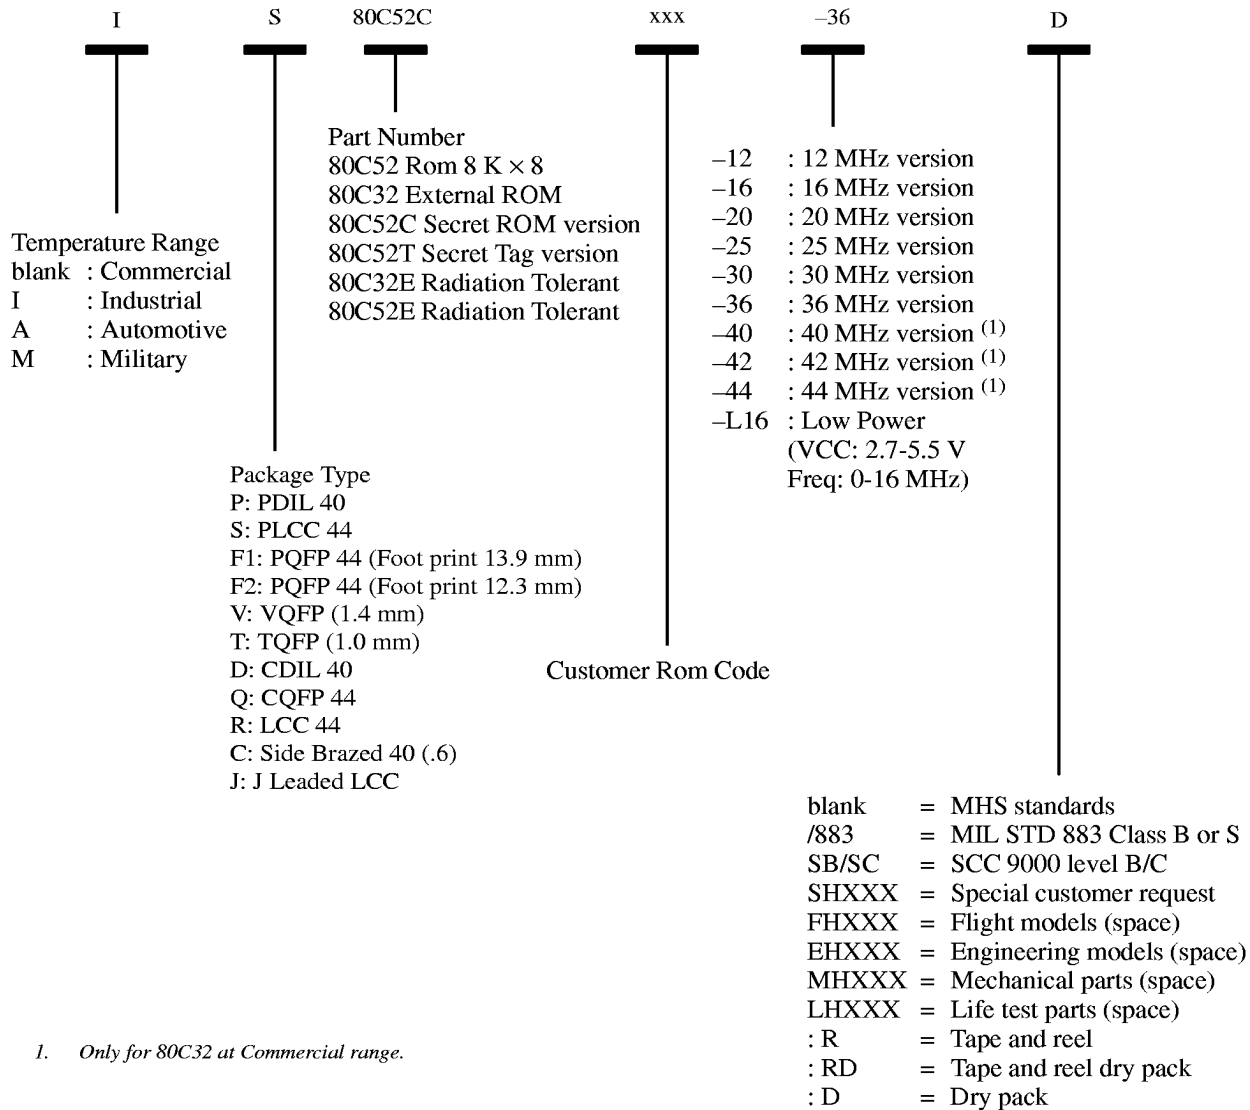 I S 80C52C xxx –36 D
Part Number
80C52 Rom 8 K × 8
80C32 External ROM
80C52C Secret ROM version
80C52T Secret Tag version
80C32E Radiation Tolerant
80C52E Radiation Tolerant
Temperature Range
blank : Commercial
I : Industrial
A : Automotive
M : Military
–12 : 12 MHz version
–16 : 16 MHz version
–20 : 20 MHz version
–25 : 25 MHz version
–30 : 30 MHz version
–36 : 36 MHz version
–40 : 40 MHz version (1)
–42 : 42 MHz version (1)
–44 : 44 MHz version (1)
–L16 : Low Power
(VCC: 2.7-5.5 V
Freq: 0-16 MHz)
Package Type
P: PDIL 40
S: PLCC 44
F1: PQFP 44 (Foot print 13.9 mm)
F2: PQFP 44 (Foot print 12.3 mm)
V: VQFP (1.4 mm)
T: TQFP (1.0 mm)
D: CDIL 40
Q: CQFP 44
R: LCC 44
C: Side Brazed 40 (.6)
J: J Leaded LCC
Customer Rom Code
blank = MHS standards
/883 = MIL STD 883 Class B or S
SB/SC = SCC 9000 level B/C
SHXXX = Special customer request
FHXXX = Flight models (space)
EHXXX = Engineering models (space)
MHXXX = Mechanical parts (space)
LHXXX = Life test parts (space)
: R = Tape and reel
: RD = Tape and reel dry pack
: D = Dry pack
1. Only for 80C32 at Commercial range.